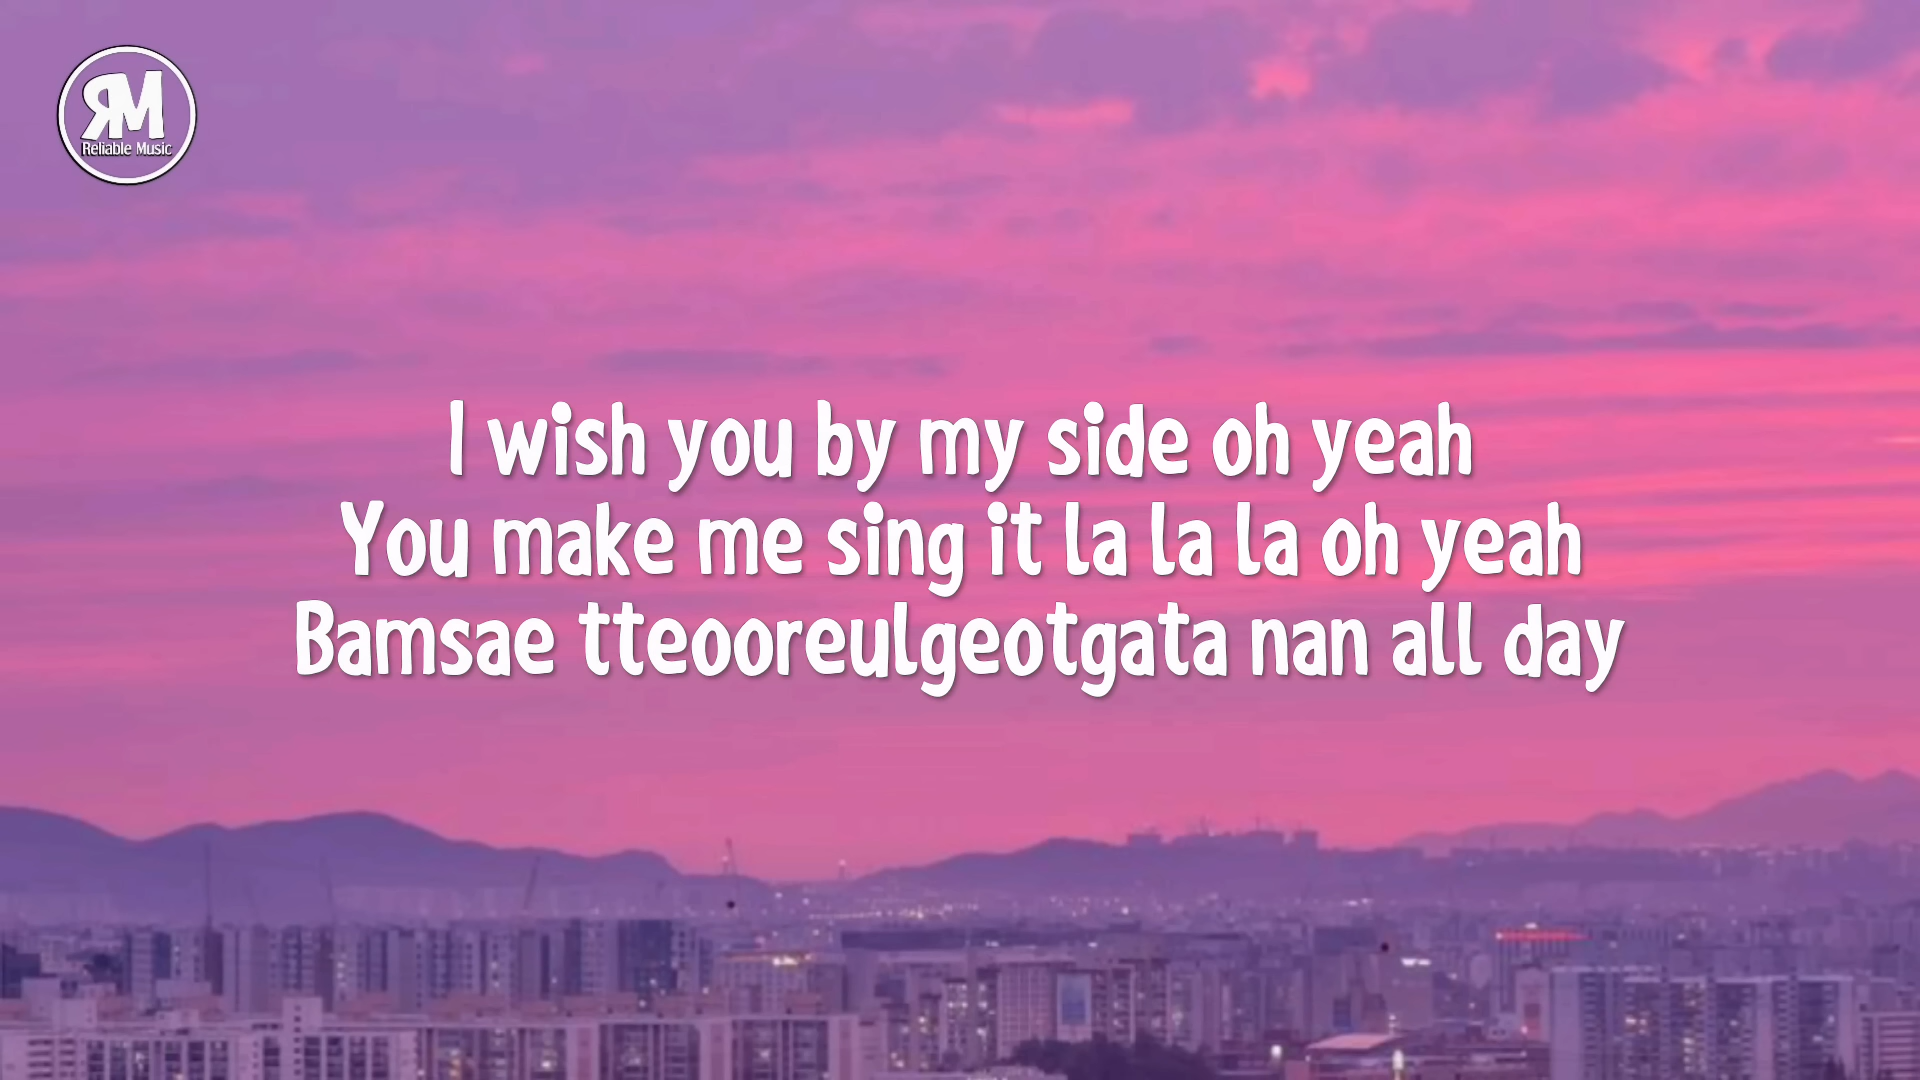 RM
Reliable Music
I wish you by my side oh yeah
You make me sing it la la la oh yeah
Bamsae tteooreulgeotgata nan all day